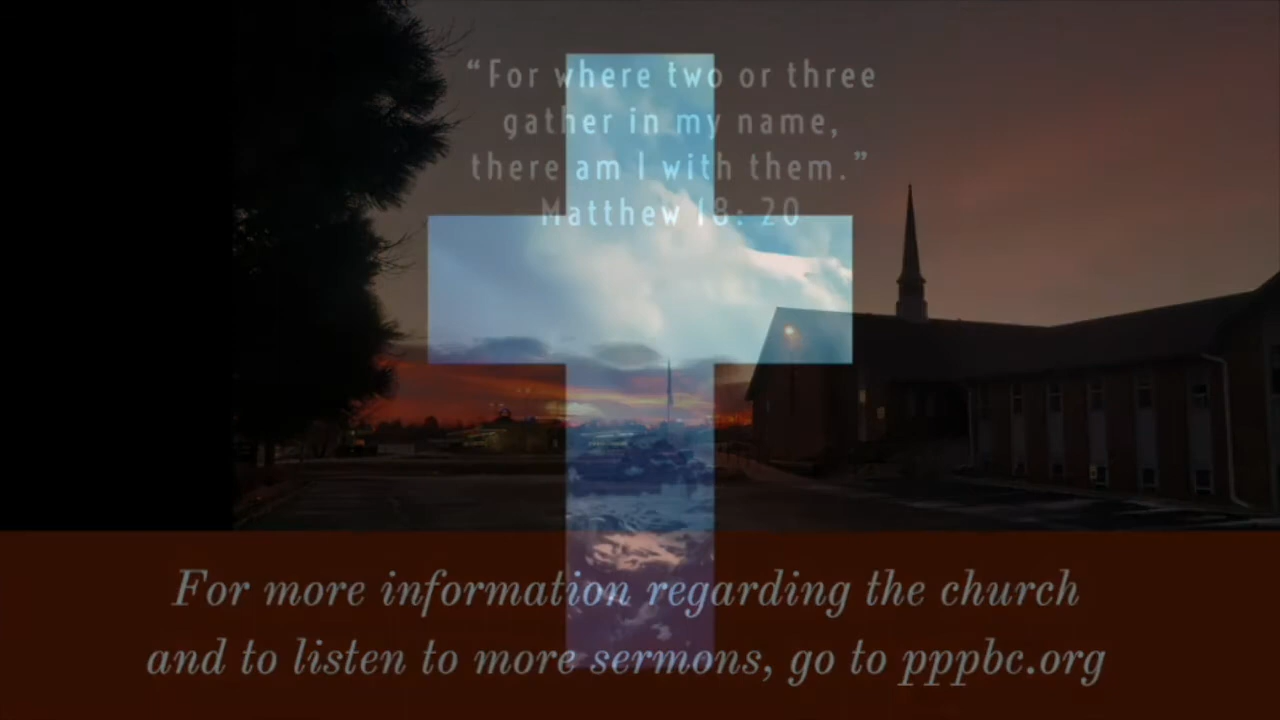 “For where two or three
gather in my name,
there am I with them.”
Matthew 18: 20
For more information regarding the church
and to listen to more sermons, go to pppbc.org